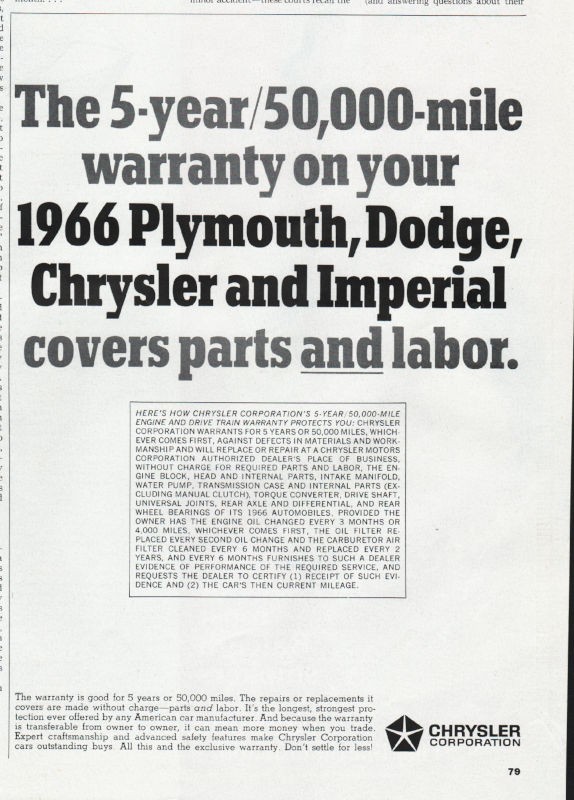 minor accident—these courts recall the
(and answering questions about their
The 5-year/50,000-mile
warranty on your
1966 Plymouth, Dodge,
Chrysler and Imperial
covers parts and labor.
HERE'S HOW CHRYSLER CORPORATION'S 5-YEAR/50,000-MILE
ENGINE AND DRIVE TRAIN WARRANTY PROTECTS YOU: CHRYSLER
CORPORATION WARRANTS FOR 5 YEARS OR 50,000 MILES, WHICH-
EVER COMES FIRST, AGAINST DEFECTS IN MATERIALS AND WORK-
MANSHIP AND WILL REPLACE OR REPAIR AT A CHRYSLER MOTORS
CORPORATION AUTHORIZED DEALER'S PLACE OF BUSINESS,
WITHOUT CHARGE FOR REQUIRED PARTS AND LABOR, THE EN-
GINE BLOCK, HEAD AND INTERNAL PARTS, INTAKE MANIFOLD,
WATER PUMP, TRANSMISSION CASE AND INTERNAL PARTS (EX-
CLUDING MANUAL CLUTCH), TORQUE CONVERTER, DRIVE SHAFT,
UNIVERSAL JOINTS, REAR AXLE AND DIFFERENTIAL, AND REAR
WHEEL BEARINGS OF ITS 1966 AUTOMOBILES, PROVIDED THE
OWNER HAS THE ENGINE OIL CHANGED EVERY 3 MONTHS OR
4,000 MILES, WHICHEVER COMES FIRST, THE OIL FILTER RE-
PLACED EVERY SECOND OIL CHANGE AND THE CARBURETOR AIR
FILTER CLEANED EVERY 6 MONTHS AND REPLACED EVERY 2
YEARS, AND EVERY 6 MONTHS FURNISHES TO SUCH A DEALER
EVIDENCE OF PERFORMANCE OF THE REQUIRED SERVICE, AND
REQUESTS THE DEALER TO CERTIFY (1) RECEIPT OF SUCH EVI-
DENCE AND (2) THE CAR'S THEN CURRENT MILEAGE.
The warranty is good for 5 years or 50,000 miles. The repairs or replacements it
covers are made without charge—parts and labor. It's the longest, strongest pro-
tection ever offered by any American car manufacturer. And because the warranty
is transferable from owner to owner, it can mean more money when you trade.
Expert craftsmanship and advanced safety features make Chrysler Corporation
cars outstanding buys. All this and the exclusive warranty. Don't settle for less!
CHRYSLER
CORPORATION
79